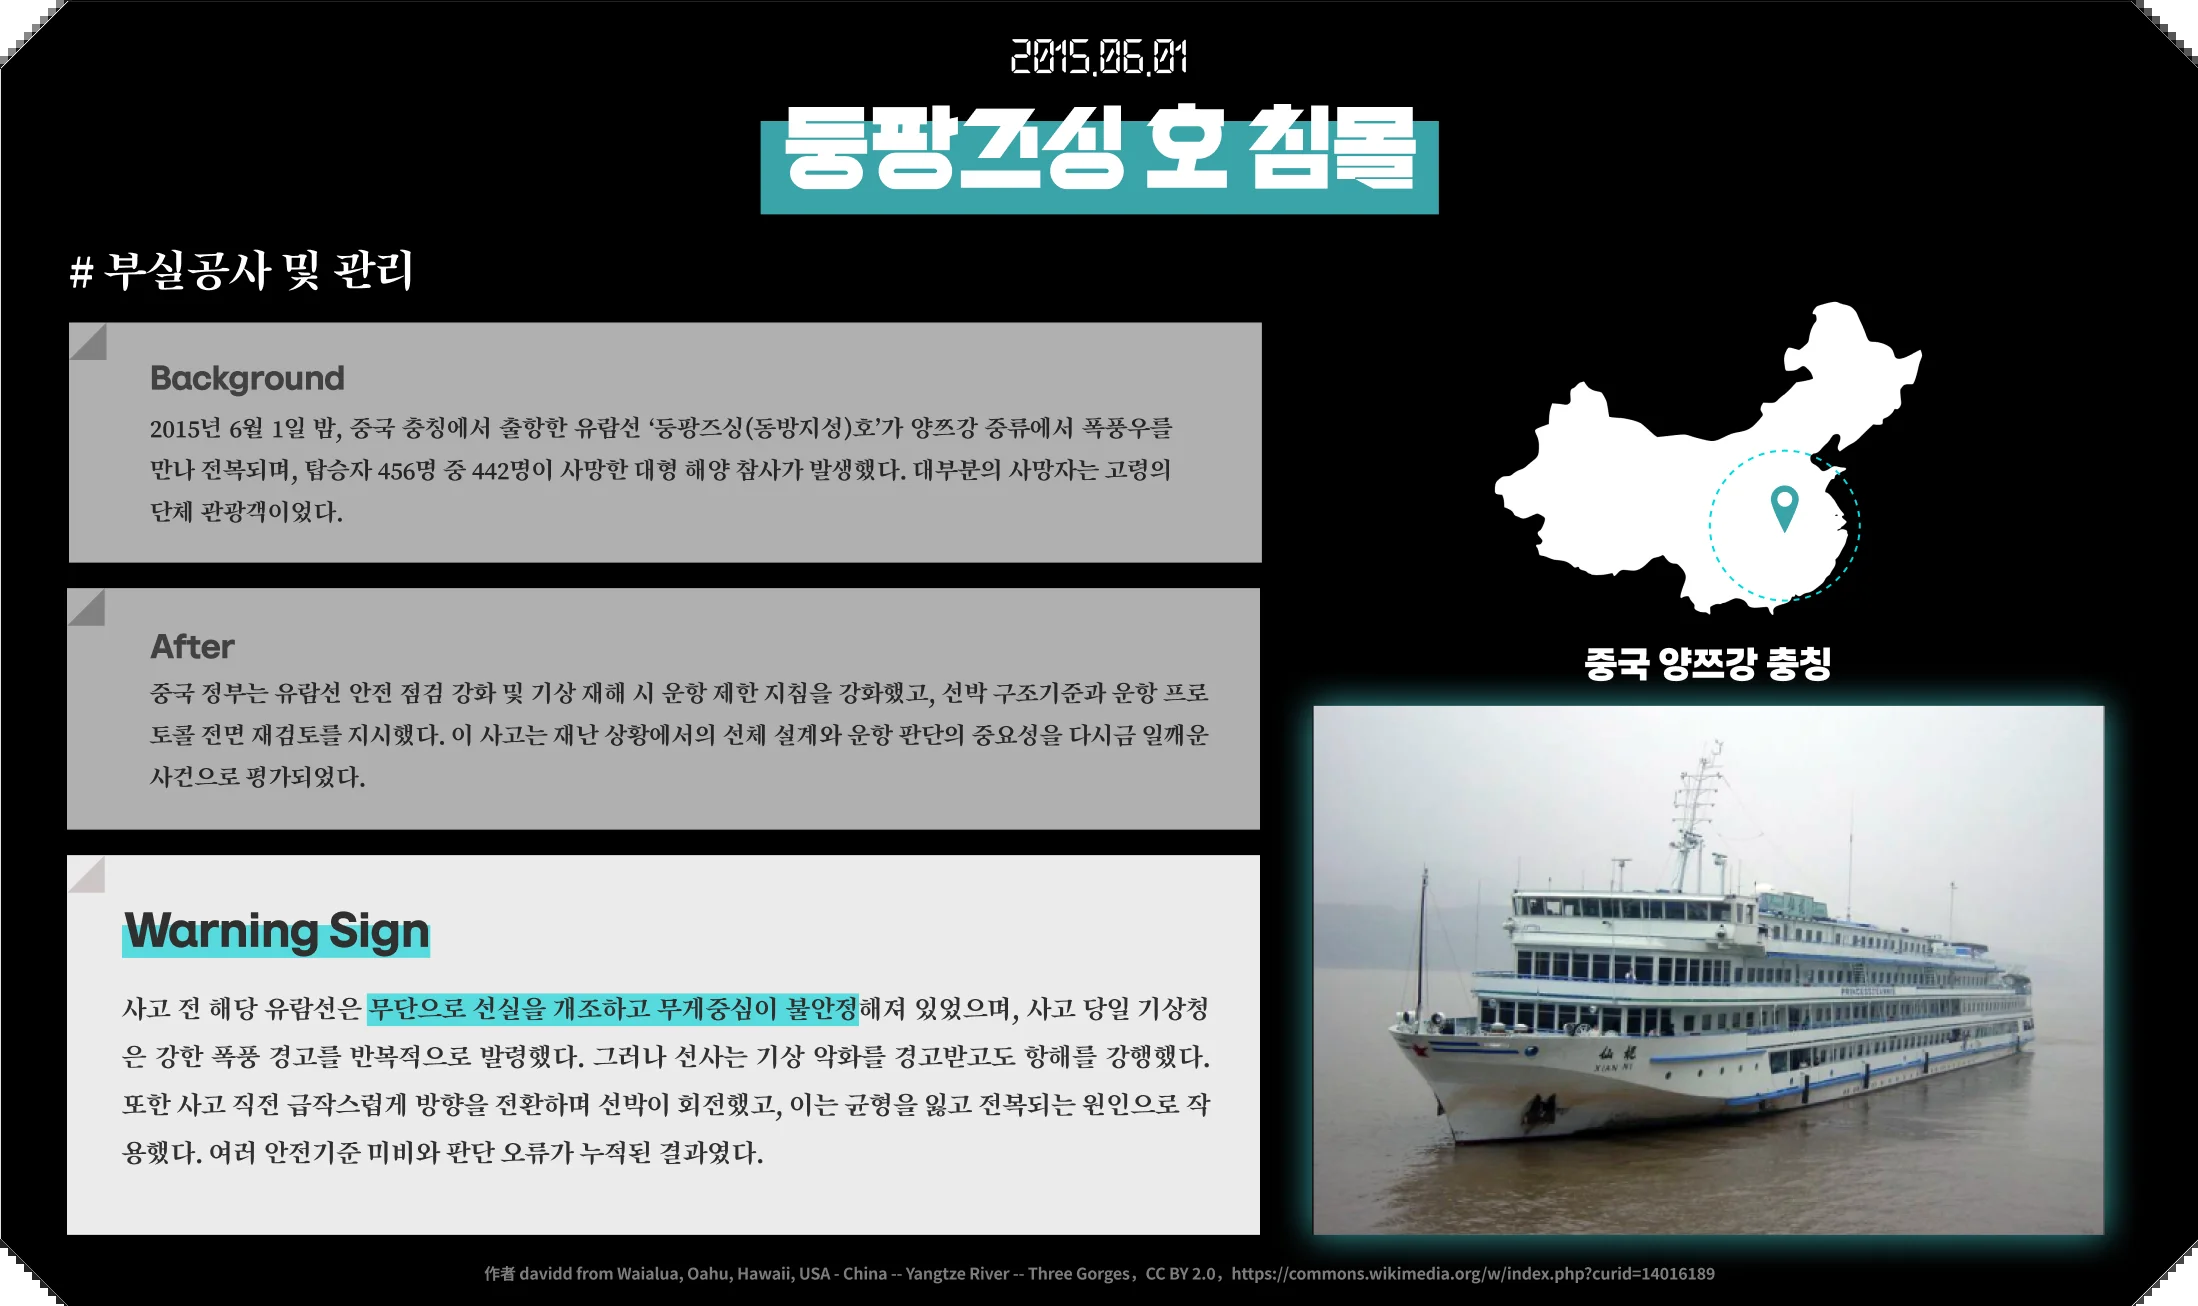 2015.06.01
둥팡즈싱 호 침몰
# 부실공사 및 관리
Background
2015년 6월 1일 밤, 중국 충칭에서 출항한 유람선 ‘둥팡즈싱(동방지성)호’가 양쯔강 중류에서 폭풍우를
만나 전복되며, 탑승자 456명 중 442명이 사망한 대형 해양 참사가 발생했다. 대부분의 사망자는 고령의
단체 관광객이었다.
After
중국 정부는 유람선 안전 점검 강화 및 기상 재해 시 운항 제한 지침을 강화했고, 선박 구조기준과 운항 프로
토콜 전면 재검토를 지시했다. 이 사고는 재난 상황에서의 선체 설계와 운항 판단의 중요성을 다시금 일깨운
사건으로 평가되었다.
Warning Sign
사고 전 해당 유람선은 무단으로 선실을 개조하고 무게중심이 불안정해져 있었으며, 사고 당일 기상청
은 강한 폭풍 경고를 반복적으로 발령했다. 그러나 선사는 기상 악화를 경고받고도 항해를 강행했다.
또한 사고 직전 급작스럽게 방향을 전환하며 선박이 회전했고, 이는 균형을 잃고 전복되는 원인으로 작
용했다. 여러 안전기준 미비와 판단 오류가 누적된 결과였다.
중국 양쯔강 충칭
XIAN NI
作者 davidd from Waialua, Oahu, Hawaii, USA - China -- Yangtze River -- Three Gorges，CC BY 2.0，https://commons.wikimedia.org/w/index.php?curid=14016189